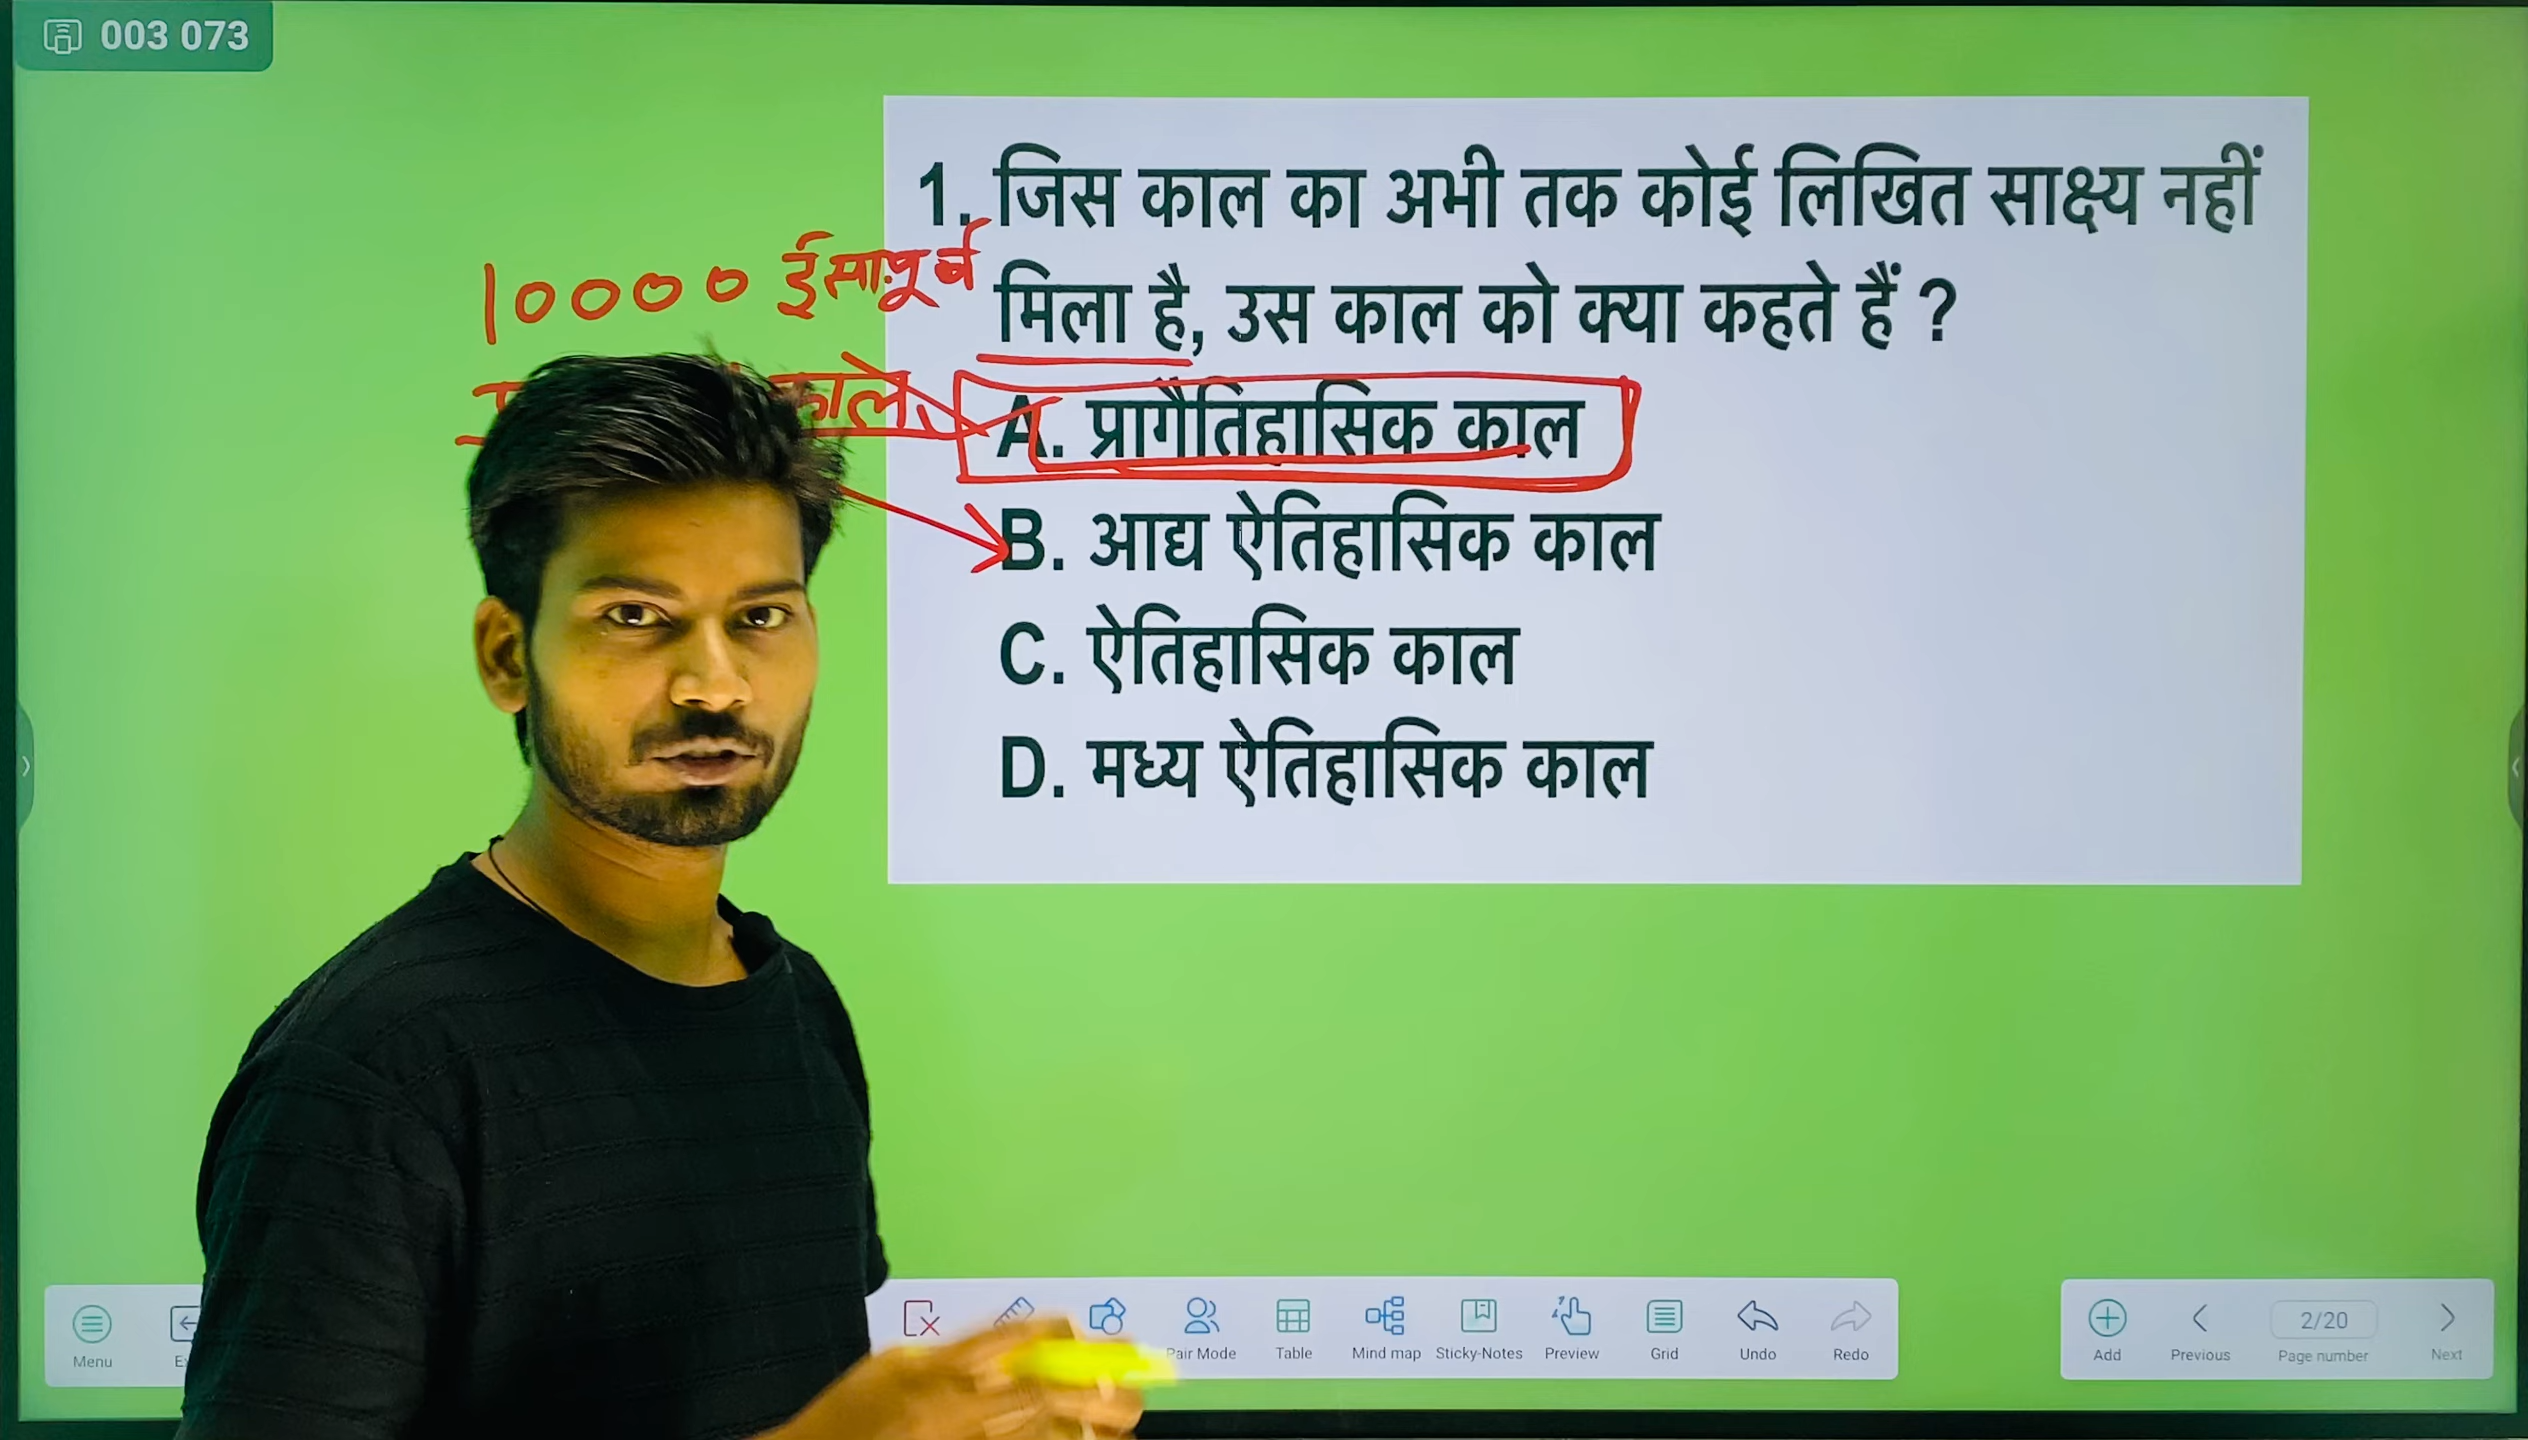 003 073
1. जिस काल का अभी तक कोई लिखित साक्ष्य नहीं
मिला है, उस काल को क्या कहते हैं ?
10000 ईसापूर्व
काल
A. प्रागैतिहासिक काल
B. आद्य ऐतिहासिक काल
C. ऐतिहासिक काल
D. मध्य ऐतिहासिक काल
Menu
Pair Mode Table Mind map Sticky-Notes Preview Grid Undo Redo
Add Previous 2/20 Page number Next